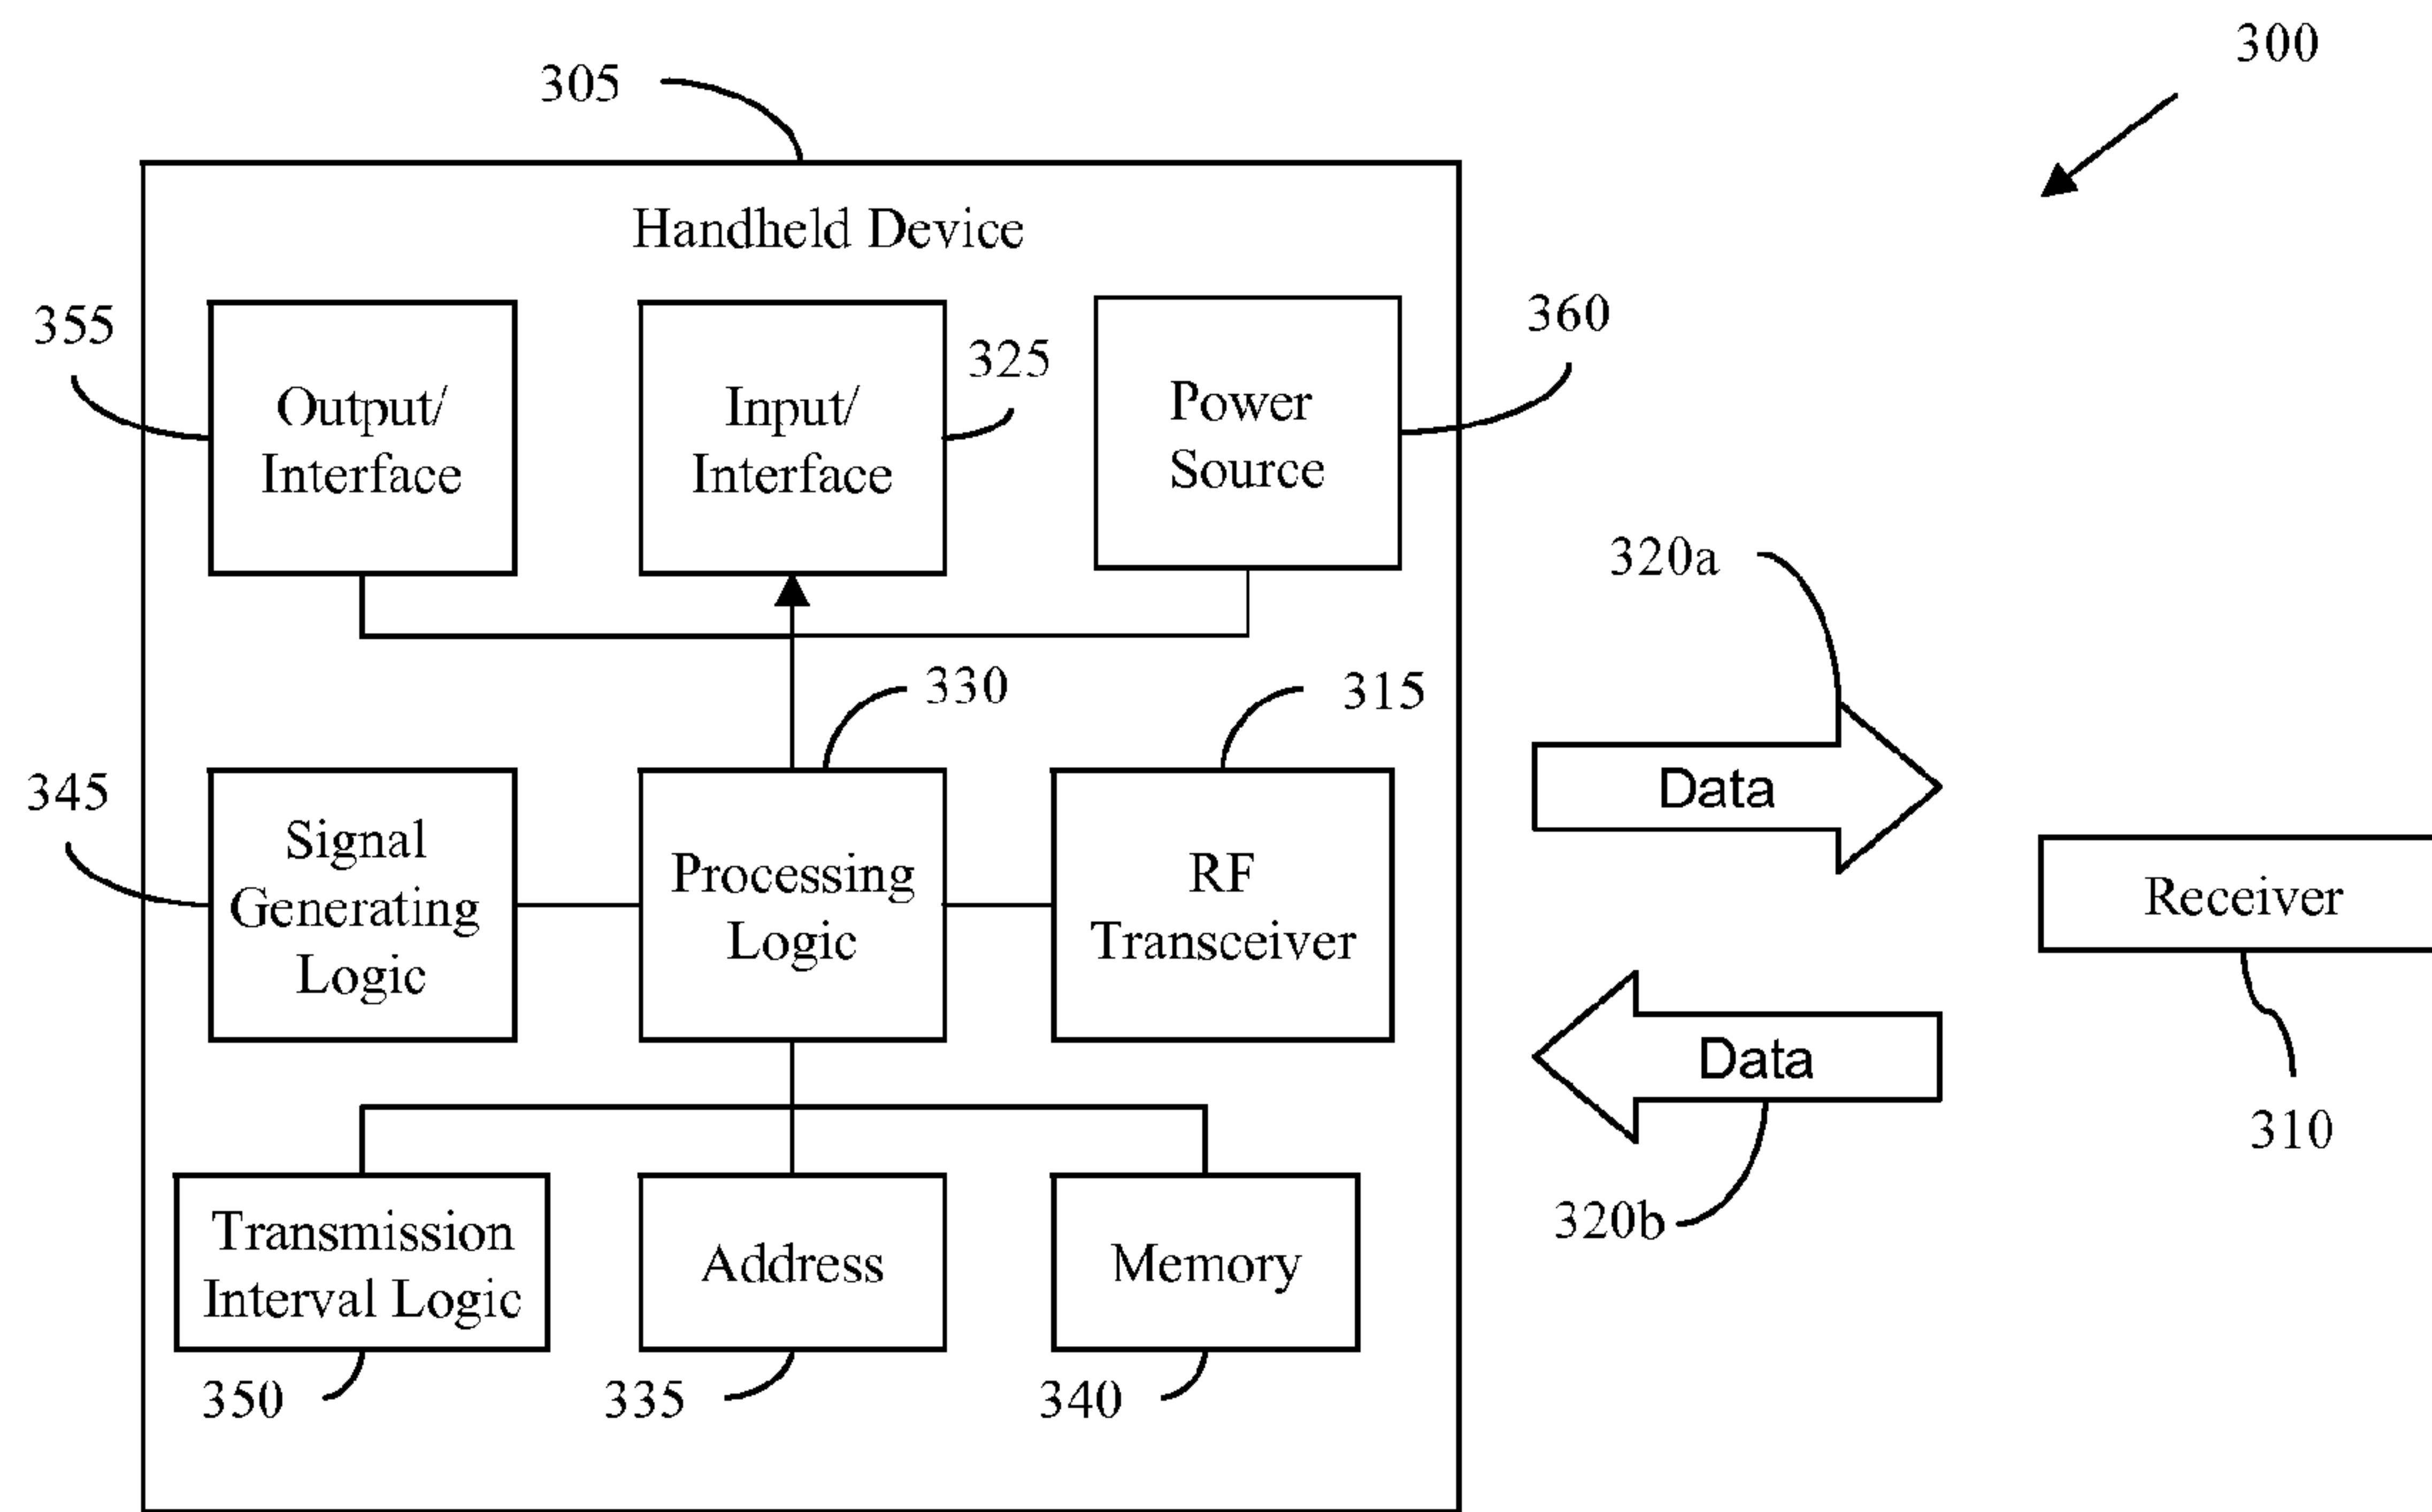 300
305
Handheld Device
355
Output/
Interface
Input/
Interface
325
Power
Source
360
320a
330
315
345
Signal
Generating
Logic
Processing
Logic
RF
Transceiver
Data
Receiver
310
Data
320b
Transmission
Interval Logic
Address
Memory
350
335
340